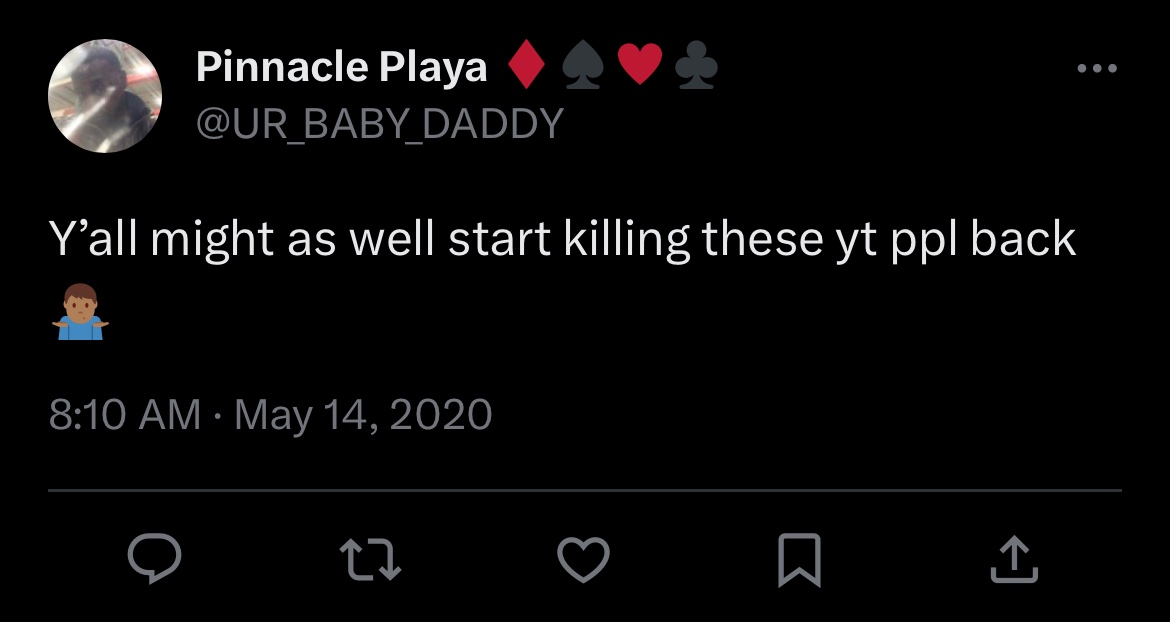 Pinnacle Playa ♦️♠️♥️♣️
@UR_BABY_DADDY
Y’all might as well start killing these yt ppl back
🤷🏽‍♂️
8:10 AM · May 14, 2020